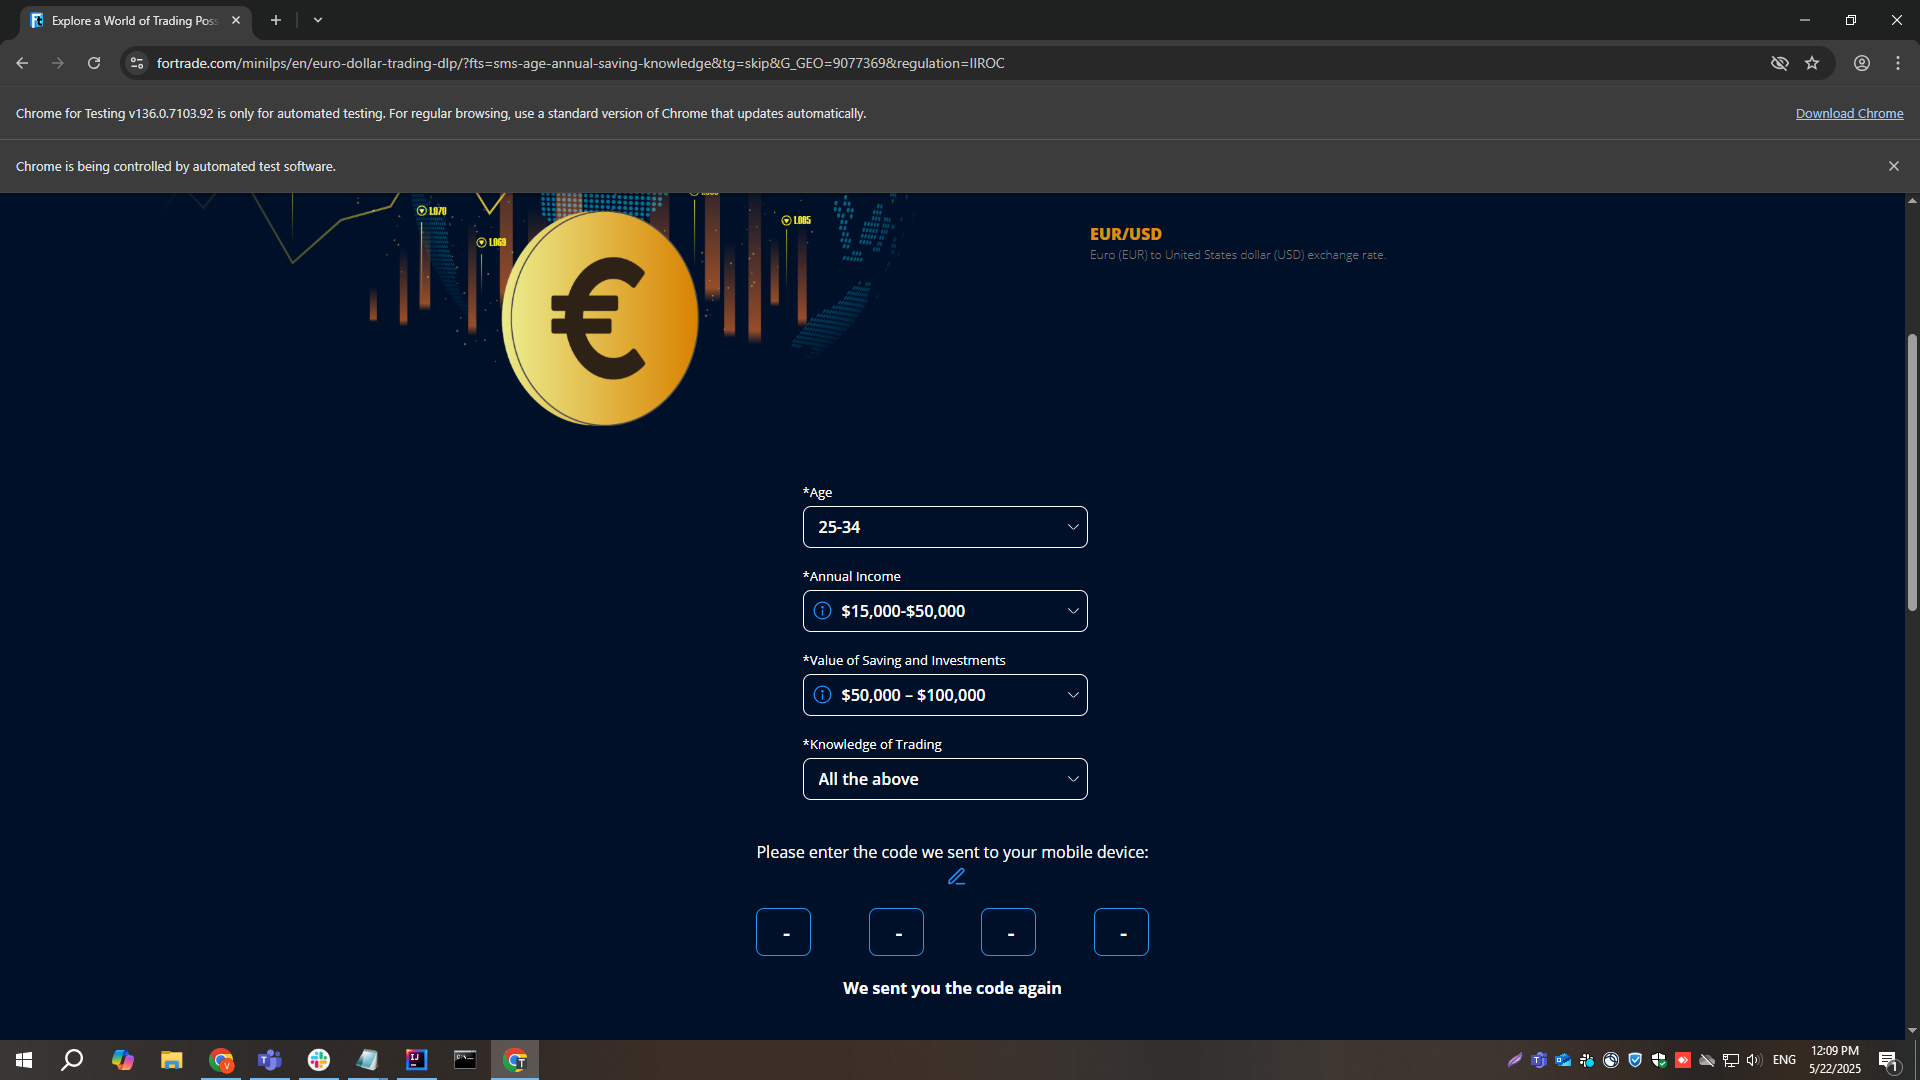 Explore a World of Trading Poss
fortrade.com/minilps/en/euro-dollar-trading-dlp/?fts=sms-age-annual-saving-knowledge&tg=skip&G_GEO=9077369&regulation=IIROC
Chrome for Testing v136.0.7103.92 is only for automated testing. For regular browsing, use a standard version of Chrome that updates automatically.
Download Chrome
Chrome is being controlled by automated test software.
1.070
1.069
1.085
EUR/USD
Euro (EUR) to United States dollar (USD) exchange rate.
€
*Age
25-34
*Annual Income
$15,000-$50,000
*Value of Saving and Investments
$50,000 – $100,000
*Knowledge of Trading
All the above
Please enter the code we sent to your mobile device:
- - - -
We sent you the code again
ENG
12:09 PM
5/22/2025
1